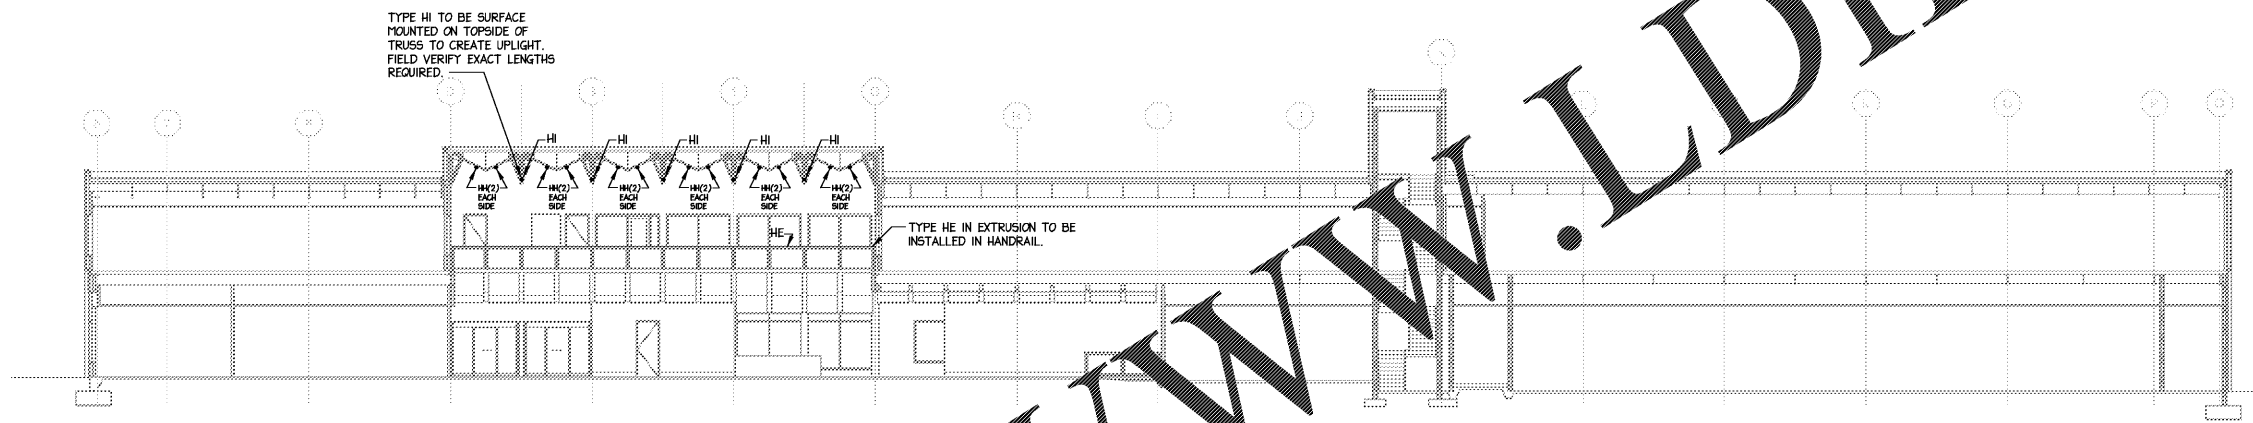 TYPE HI TO BE SURFACE
MOUNTED ON TOPSIDE OF
TRUSS TO CREATE UPLIGHT.
FIELD VERIFY EXACT LENGTHS
REQUIRED.
HI
HI
HI
HI
HI
HH(2)
EACH
SIDE
HH(2)
EACH
SIDE
HH(2)
EACH
SIDE
HH(2)
EACH
SIDE
HH(2)
EACH
SIDE
HH(2)
EACH
SIDE
HE
TYPE HE IN EXTRUSION TO BE
INSTALLED IN HANDRAIL.
WWW.LD